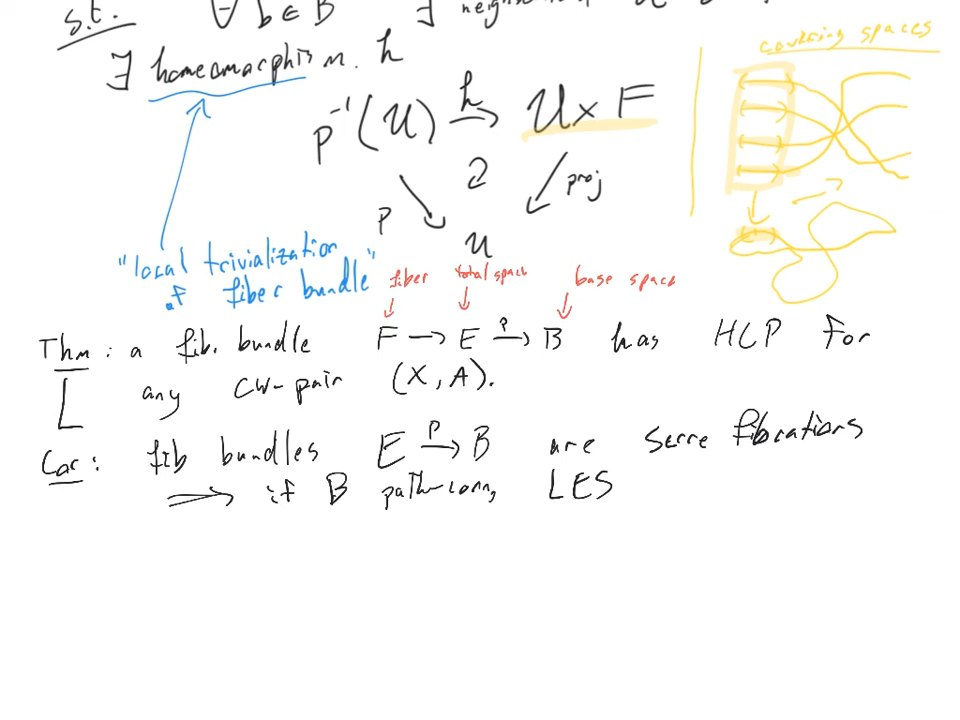 s.t. ∀ b ∈ B ∃
∃ homeomorphism. h
covering spaces
p⁻¹(U) —h→ U × F
p proj
U
"local trivialization
of fiber bundle"
fiber total space base space
Thm: a fib. bundle F → E —p→ B has HLP for
any CW-pair (X, A).
Cor: fib bundles E —p→ B are Serre fibrations
⟹ if B path-conn, LES